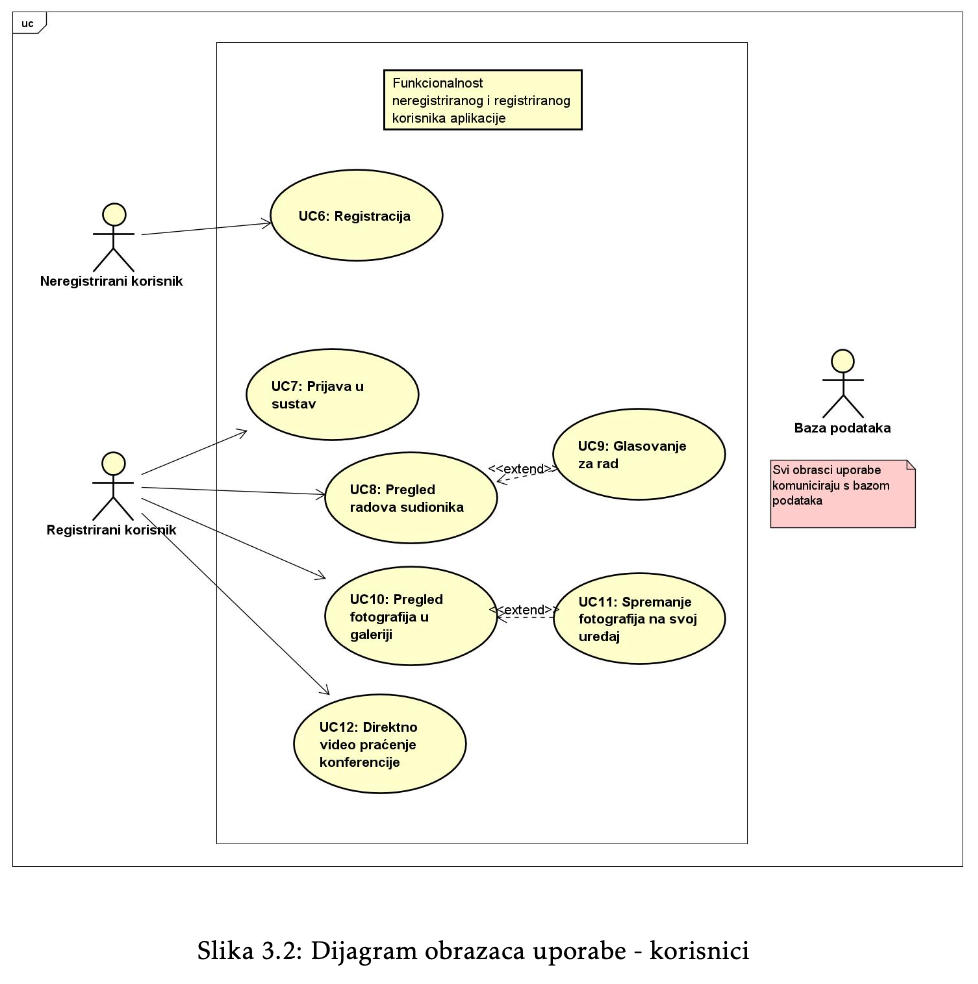 uc
Funkcionalnost
neregistriranog i registriranog
korisnika aplikacije
UC6: Registracija
Neregistrirani korisnik
UC7: Prijava u
sustav
Baza podataka
UC9: Glasovanje
za rad
<<extend>>
Svi obrasci uporabe
komuniciraju s bazom
podataka
UC8: Pregled
radova sudionika
Registrirani korisnik
UC10: Pregled
fotografija u
galeriji
<<extend>>
UC11: Spremanje
fotografija na svoj
uredaj
UC12: Direktno
video praćenje
konferencije
Slika 3.2: Dijagram obrazaca uporabe - korisnici